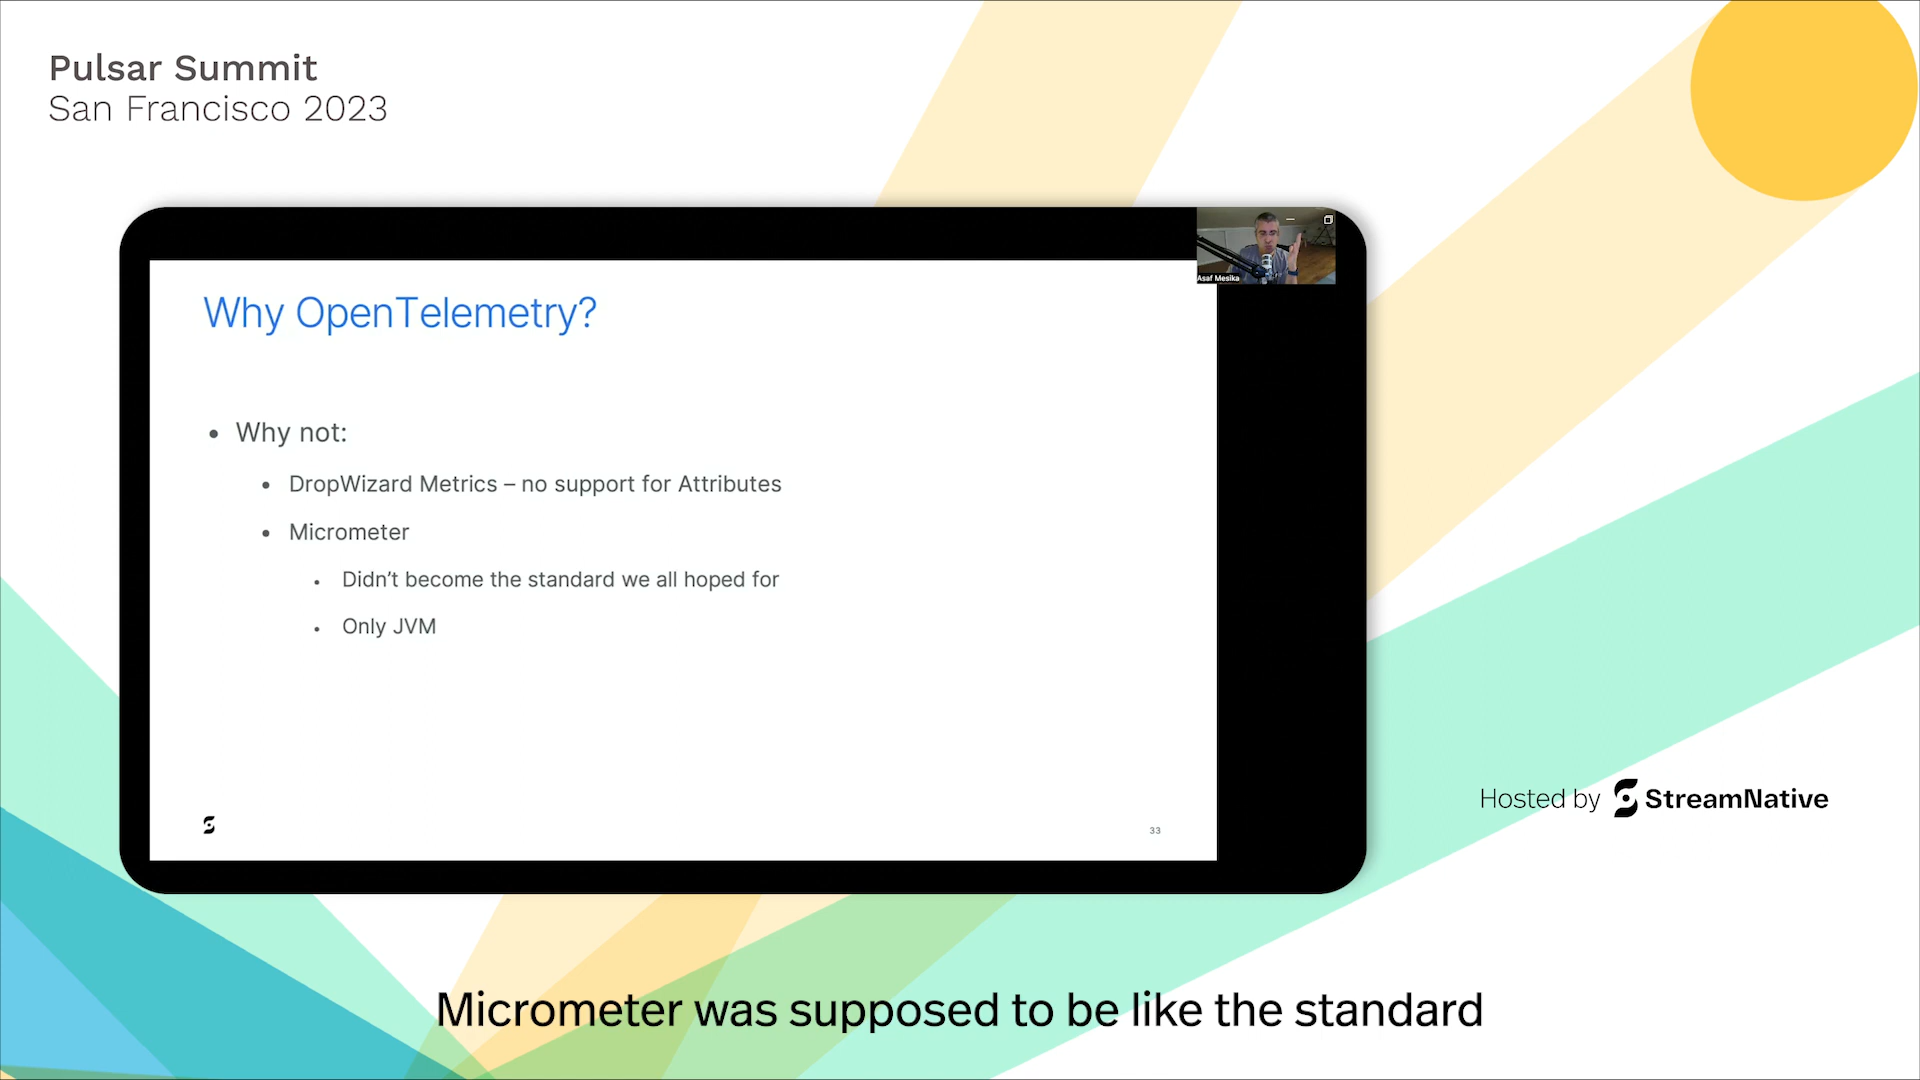 Pulsar Summit
San Francisco 2023
Asaf Mesika
Why OpenTelemetry?
• Why not:
• DropWizard Metrics – no support for Attributes
• Micrometer
• Didn’t become the standard we all hoped for
• Only JVM
33
Hosted by StreamNative
Micrometer was supposed to be like the standard